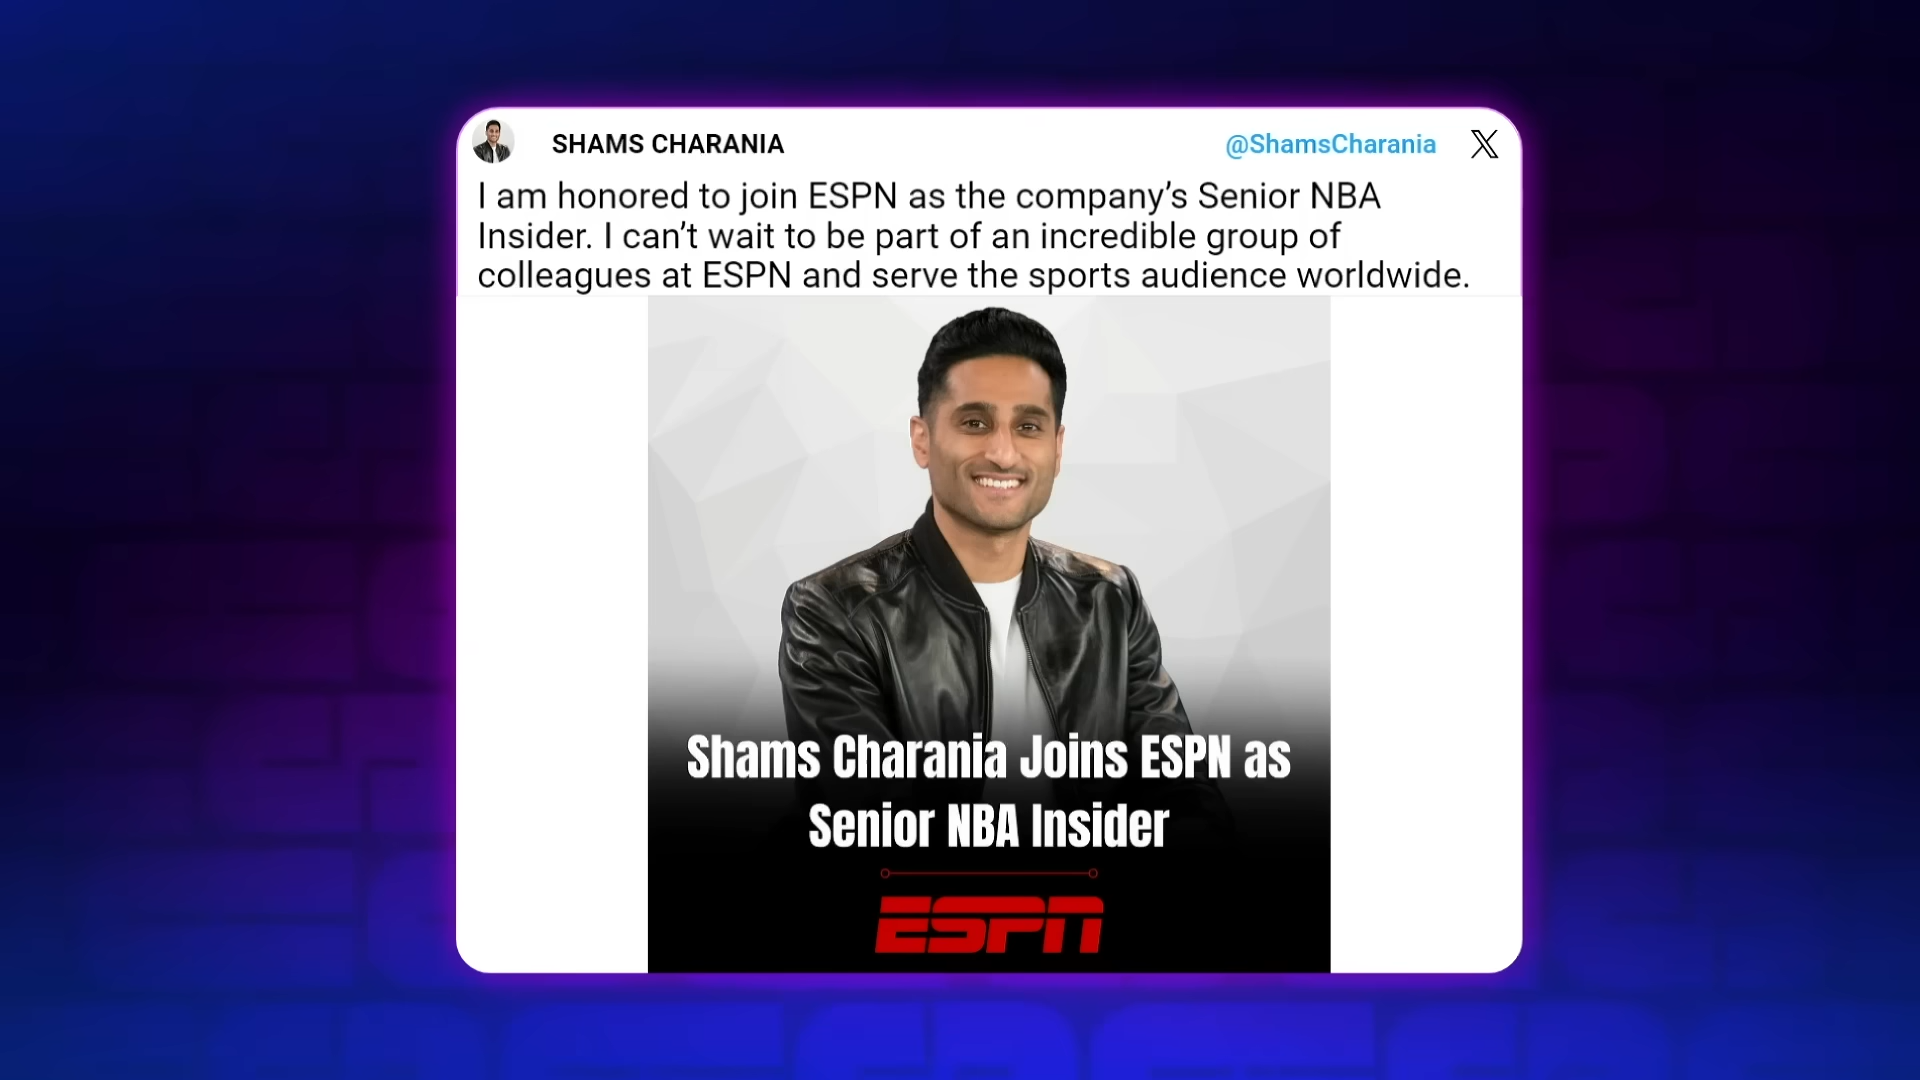 SHAMS CHARANIA
@ShamsCharania
I am honored to join ESPN as the company’s Senior NBA
Insider. I can’t wait to be part of an incredible group of
colleagues at ESPN and serve the sports audience worldwide.
Shams Charania Joins ESPN as
Senior NBA Insider
ESPN